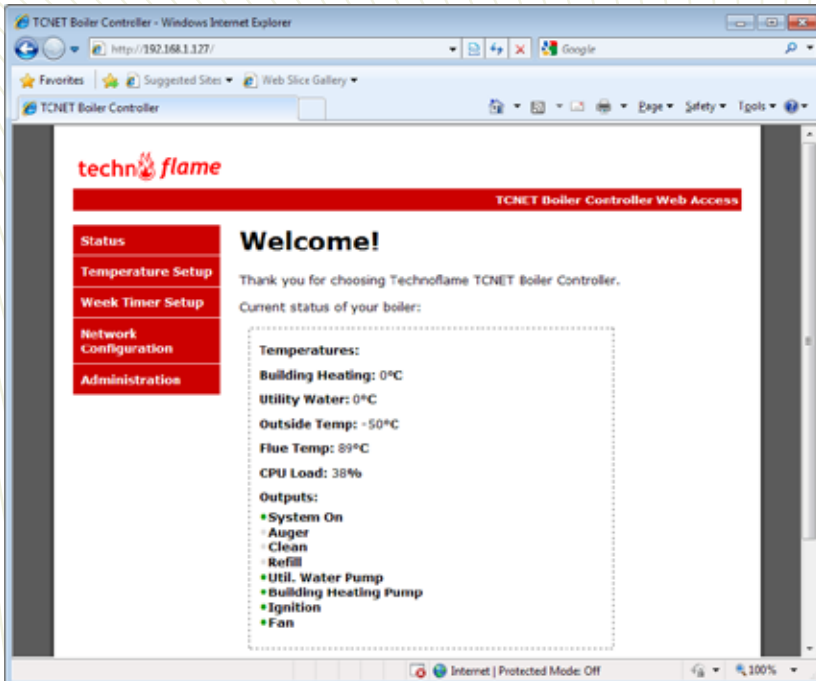 TCNET Boiler Controller - Windows Internet Explorer
http://192.168.1.127/
Google
Favorites
Suggested Sites
Web Slice Gallery
TCNET Boiler Controller
Page
Safety
Tools
techno flame
TCNET Boiler Controller Web Access
Status
Temperature Setup
Week Timer Setup
Network
Configuration
Administration
Welcome!
Thank you for choosing Technoflame TCNET Boiler Controller.
Current status of your boiler:
Temperatures:
Building Heating: 0°C
Utility Water: 0°C
Outside Temp: -50°C
Flue Temp: 89°C
CPU Load: 38%
Outputs:
System On
Auger
Clean
Refill
Util. Water Pump
Building Heating Pump
Ignition
Fan
Internet | Protected Mode: Off
100%